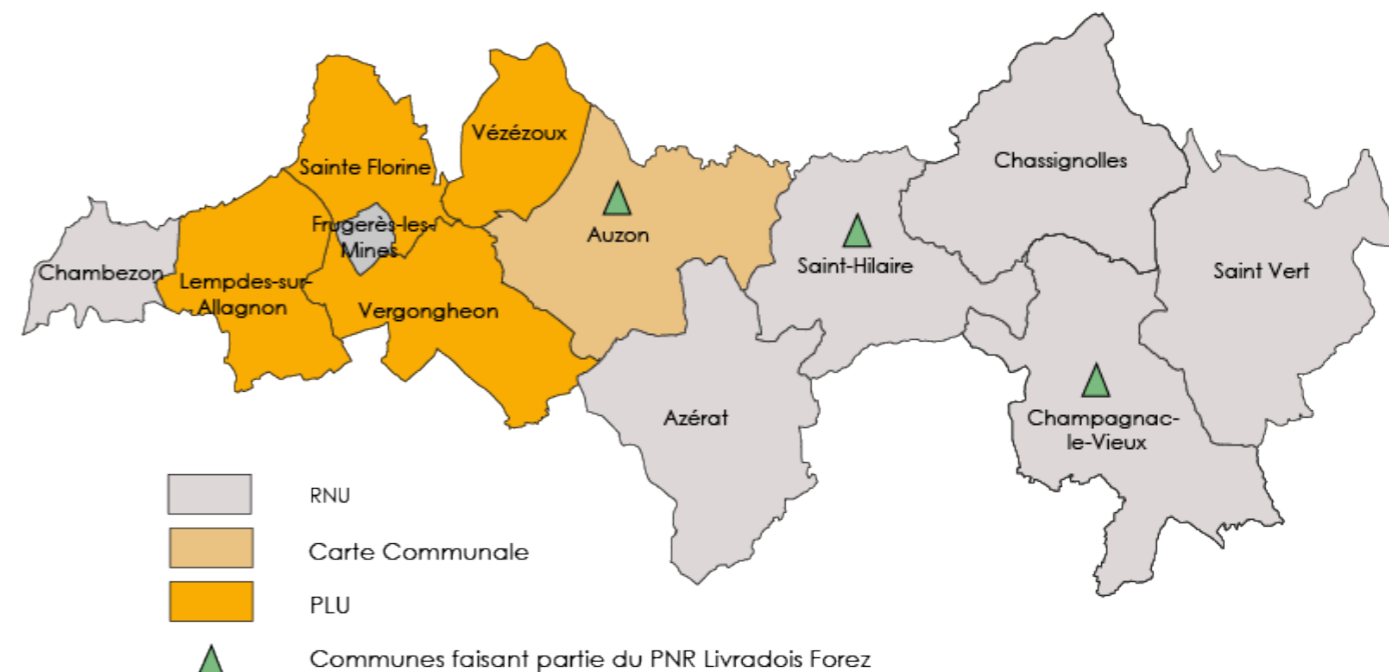 Chassignolles
Vézézoux
Sainte Florine
Frugerès-les-
Mines
Auzon
Saint-Hilaire
Saint Vert
Chambezon
Lempdes-sur-
Allagnon
Vergongheon
Azérat
Champagnac-
le-Vieux
RNU
Carte Communale
PLU
Communes faisant partie du PNR Livradois Forez